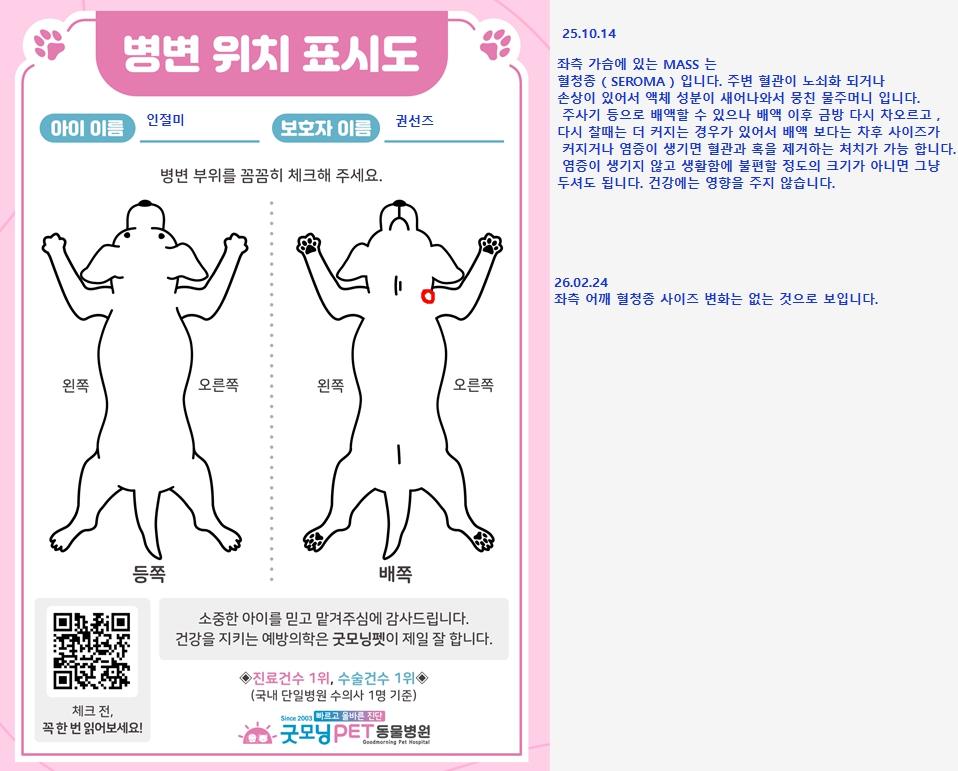 병변 위치 표시도
아이 이름 인절미
보호자 이름 권선즈
병변 부위를 꼼꼼히 체크해 주세요.
왼쪽 오른쪽 왼쪽 오른쪽
등쪽 배쪽
체크 전,
꼭 한 번 읽어보세요!
소중한 아이를 믿고 맡겨주심에 감사드립니다.
건강을 지키는 예방의학은 굿모닝펫이 제일 잘 합니다.
◈진료건수 1위, 수술건수 1위◈
(국내 단일병원 수의사 1명 기준)
Since 2003 빠르고 올바른 진단
굿모닝PET동물병원
Goodmorning Pet Hospital
25.10.14
좌측 가슴에 있는 MASS 는
혈청종 ( SEROMA ) 입니다. 주변 혈관이 노쇠화 되거나
손상이 있어서 액체 성분이 새어나와서 뭉친 물주머니 입니다.
주사기 등으로 배액할 수 있으나 배액 이후 금방 다시 차오르고 ,
다시 찰때는 더 커지는 경우가 있어서 배액 보다는 차후 사이즈가
커지거나 염증이 생기면 혈관과 혹을 제거하는 처치가 가능 합니다.
염증이 생기지 않고 생활함에 불편할 정도의 크기가 아니면 그냥
두셔도 됩니다. 건강에는 영향을 주지 않습니다.
26.02.24
좌측 어깨 혈청종 사이즈 변화는 없는 것으로 보입니다.